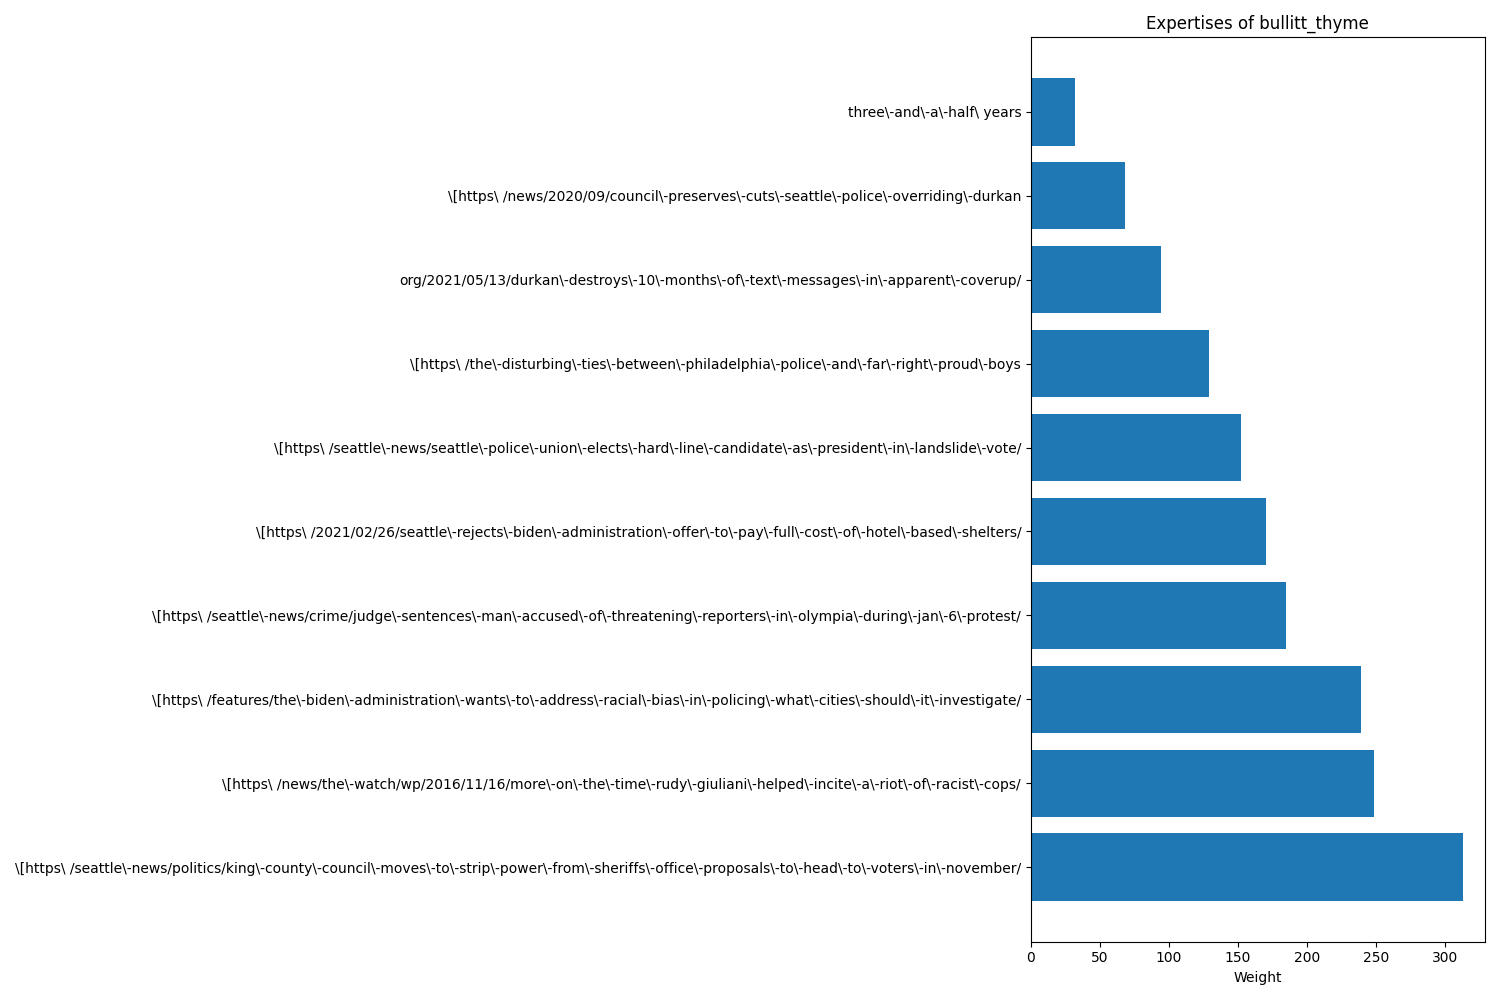 Expertises of bullitt_thyme
three\-and\-a\-half\ years
\[https\ /news/2020/09/council\-preserves\-cuts\-seattle\-police\-overriding\-durkan
org/2021/05/13/durkan\-destroys\-10\-months\-of\-text\-messages\-in\-apparent\-coverup/
\[https\ /the\-disturbing\-ties\-between\-philadelphia\-police\-and\-far\-right\-proud\-boys
\[https\ /seattle\-news/seattle\-police\-union\-elects\-hard\-line\-candidate\-as\-president\-in\-landslide\-vote/
\[https\ /2021/02/26/seattle\-rejects\-biden\-administration\-offer\-to\-pay\-full\-cost\-of\-hotel\-based\-shelters/
\[https\ /seattle\-news/crime/judge\-sentences\-man\-accused\-of\-threatening\-reporters\-in\-olympia\-during\-jan\-6\-protest/
\[https\ /features/the\-biden\-administration\-wants\-to\-address\-racial\-bias\-in\-policing\-what\-cities\-should\-it\-investigate/
\[https\ /news/the\-watch/wp/2016/11/16/more\-on\-the\-time\-rudy\-giuliani\-helped\-incite\-a\-riot\-of\-racist\-cops/
\[https\ /seattle\-news/politics/king\-county\-council\-moves\-to\-strip\-power\-from\-sheriffs\-office\-proposals\-to\-head\-to\-voters\-in\-november/
0 50 100 150 200 250 300
Weight